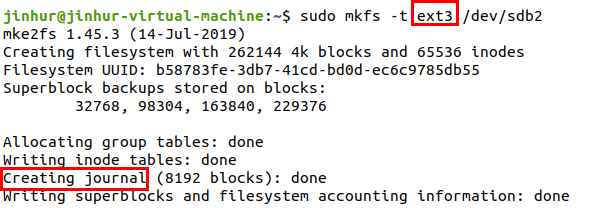 jinhur@jinhur-virtual-machine:~$ sudo mkfs -t ext3 /dev/sdb2
mke2fs 1.45.3 (14-Jul-2019)
Creating filesystem with 262144 4k blocks and 65536 inodes
Filesystem UUID: b58783fe-3db7-41cd-bd0d-ec6c9785db55
Superblock backups stored on blocks:
        32768, 98304, 163840, 229376
Allocating group tables: done
Writing inode tables: done
Creating journal (8192 blocks): done
Writing superblocks and filesystem accounting information: done